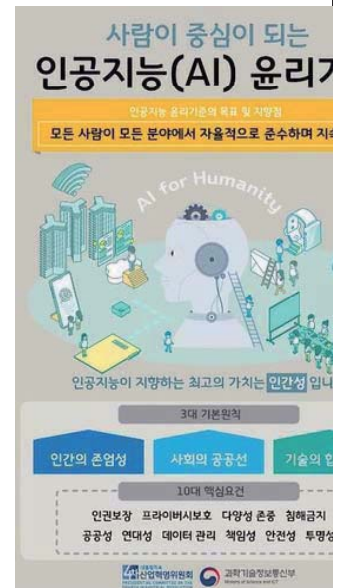 사람이 중심이 되는
인공지능(AI) 윤리기
인공지능 윤리기준의 목표 및 지향점
모든 사람이 모든 분야에서 자율적으로 준수하며 지속
AI for Humanity
인공지능이 지향하는 최고의 가치는 인간성 입니
3대 기본원칙
인간의 존엄성 사회의 공공선 기술의 합
10대 핵심요건
인권보장 프라이버시보호 다양성 존중 침해금지
공공성 연대성 데이터 관리 책임성 안전성 투명성
4차산업혁명위원회 과학기술정보통신부